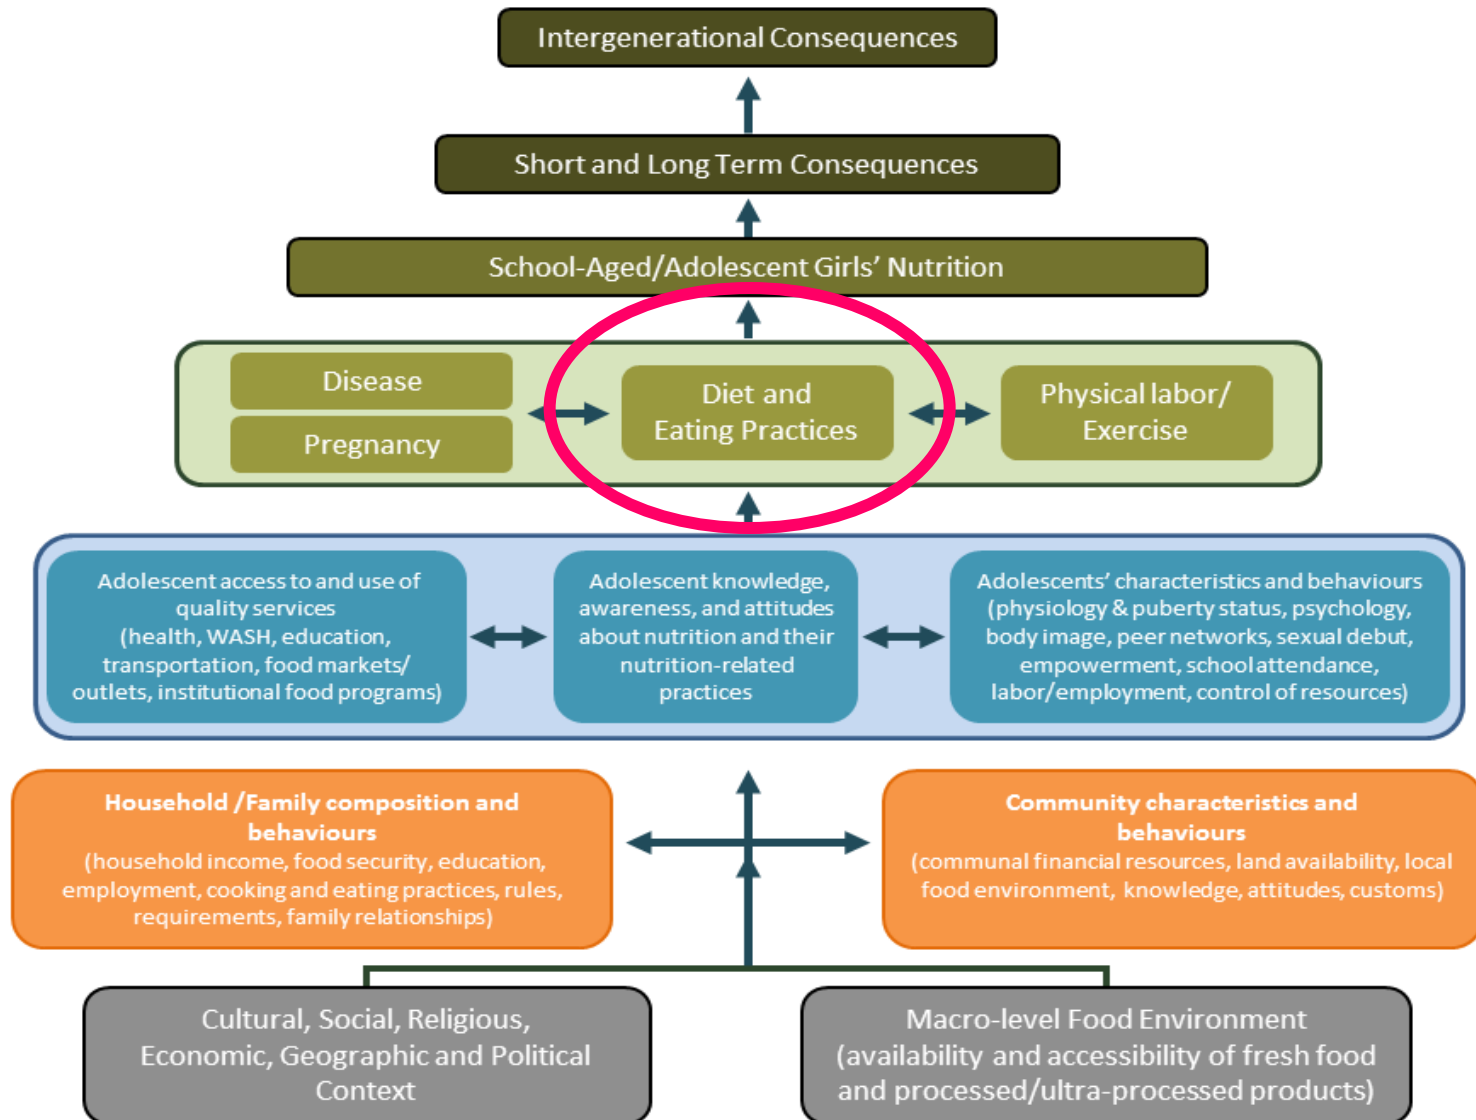 Intergenerational Consequences
Short and Long Term Consequences
School-Aged/Adolescent Girls’ Nutrition
Disease
Pregnancy
Diet and
Eating Practices
Physical labor/
Exercise
Adolescent access to and use of
quality services
(health, WASH, education,
transportation, food markets/
outlets, institutional food programs)
Adolescent knowledge,
awareness, and attitudes
about nutrition and their
nutrition-related
practices
Adolescents’ characteristics and behaviours
(physiology & puberty status, psychology,
body image, peer networks, sexual debut,
empowerment, school attendance,
labor/employment, control of resources)
Household /Family composition and
behaviours
(household income, food security, education,
employment, cooking and eating practices, rules,
requirements, family relationships)
Community characteristics and
behaviours
(communal financial resources, land availability, local
food environment, knowledge, attitudes, customs)
Cultural, Social, Religious,
Economic, Geographic and Political
Context
Macro-level Food Environment
(availability and accessibility of fresh food
and processed/ultra-processed products)